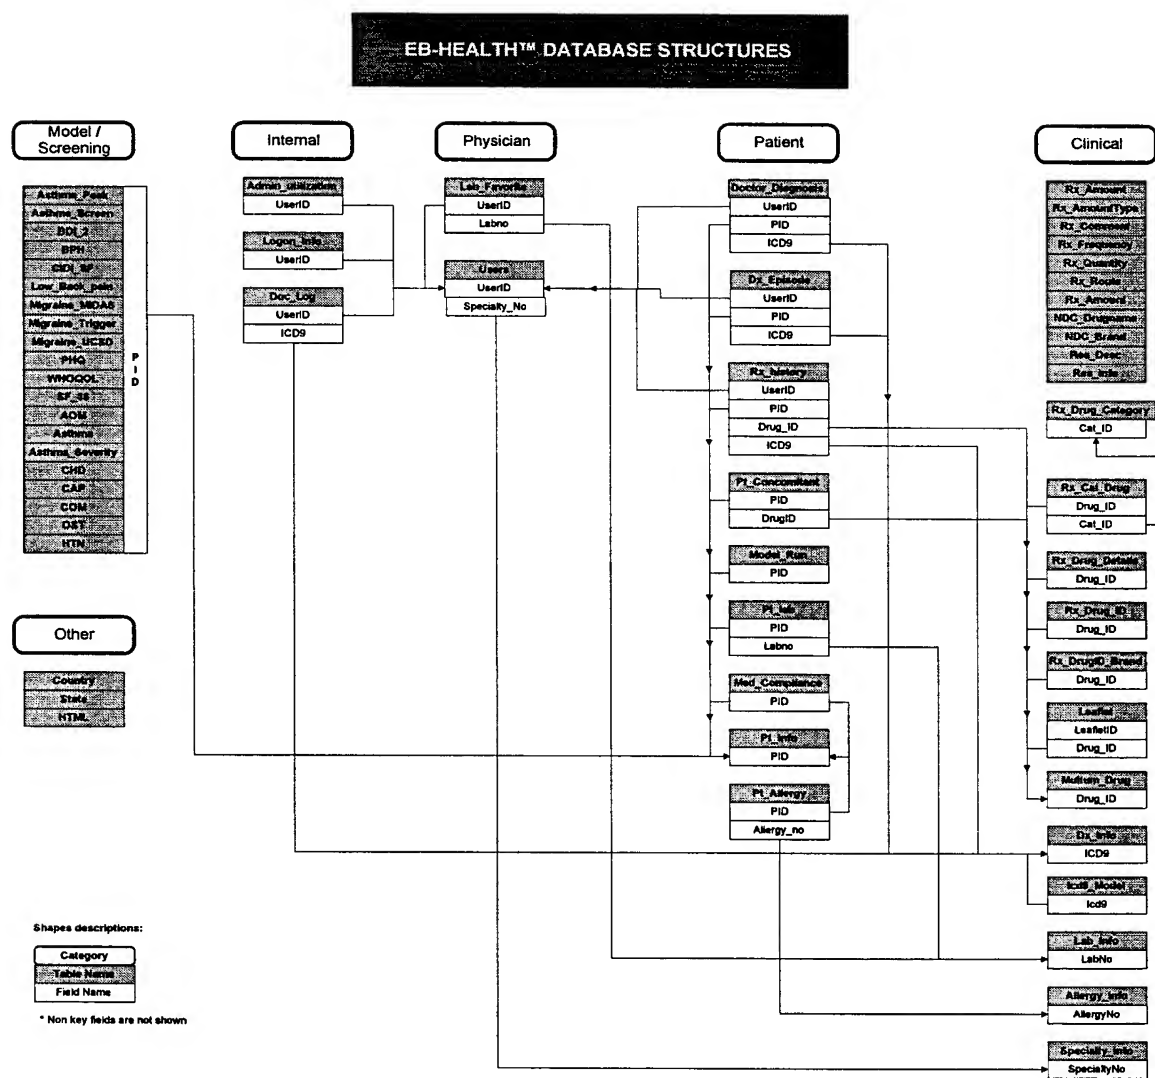 EB-HEALTH™ DATABASE STRUCTURES
Model /
Screening
Asthma_Peak
Asthma_Screen
BDI_2
BPH
CIDI_SF
Low_Back_pain
Migraine_MIDAS
Migraine_Trigger
Migraine_UCSD
PHQ
WHOQOL
AOM
Asthma
Asthma_Severity
CHD
CAP
COM
OST
HTN
P
I
D
Other
Country
State
HTML
Shapes descriptions:
Category
Table Name
Field Name
* Non key fields are not shown
Internal
Admin_utilization
UserID
Logon_Info
UserID
Doc_Log
UserID
ICD9
Physician
Lab_Favorite
UserID
Labno
Users
UserID
Specialty_No
Patient
Doctor_Diagnosis
UserID
PID
ICD9
Dx_Episode
UserID
PID
ICD9
Rx_history
UserID
PID
Drug_ID
ICD9
Pt_Concomitant
PID
DrugID
Model_Run
PID
Pt_lab
PID
Labno
Med_Compliance
PID
Pt_Info
PID
Pt_Allergy
PID
Allergy_no
Clinical
Rx_Amount
Rx_AmountType
Rx_Comment
Rx_Frequency
Rx_Quantity
Rx_Route
Rx_Amount
NDC_Drugname
NDC_Brand
Res_Desc
Res_Info
Rx_Drug_Category
Cat_ID
Rx_Cat_Drug
Drug_ID
Cat_ID
Rx_Drug_Details
Drug_ID
Rx_Drug_ID
Drug_ID
Rx_DrugID_Brand
Drug_ID
Leaflet
LeafletID
Drug_ID
Multum_Drug
Drug_ID
Dx_Info
ICD9
Icd9_Model
Icd9
Lab_Info
LabNo
Allergy_Info
AllergyNo
Specialty_Info
SpecialtyNo